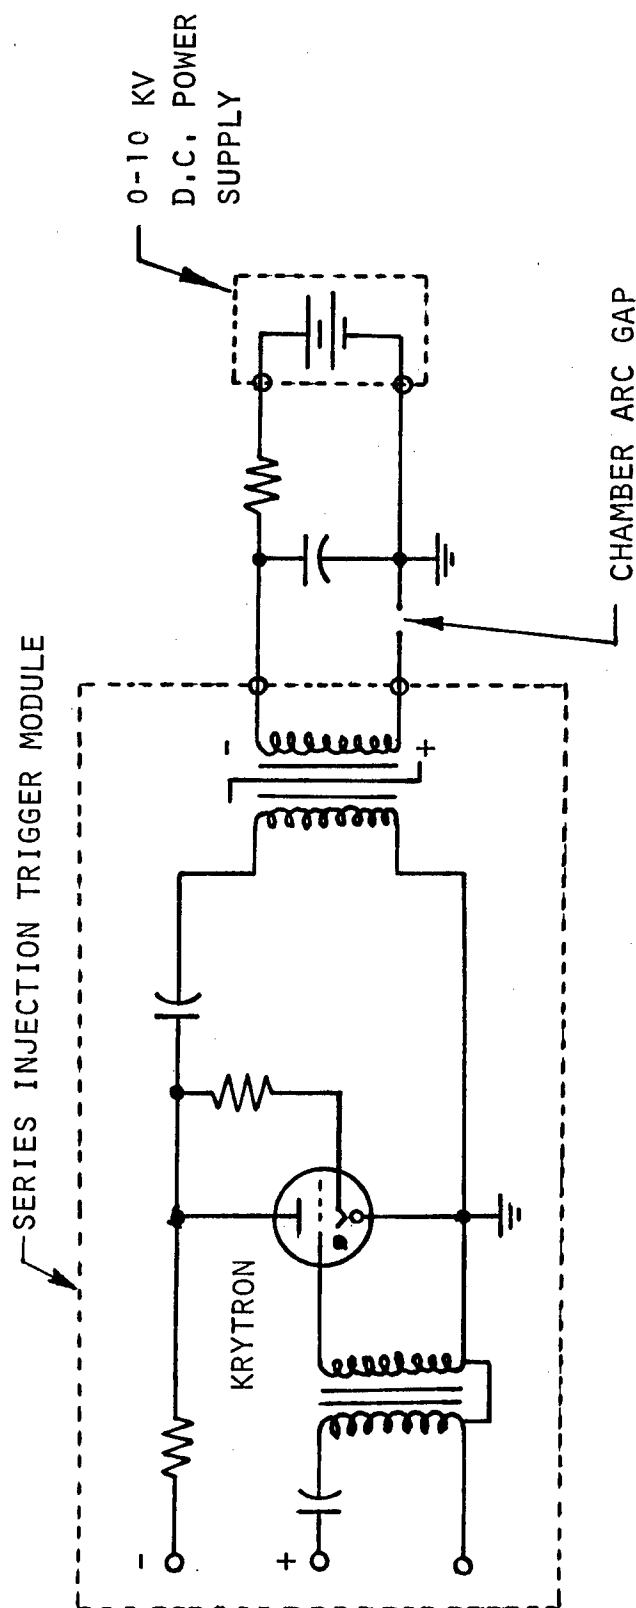 SERIES INJECTION TRIGGER MODULE
0-10 KV
D.C. POWER
SUPPLY
CHAMBER ARC GAP
KRYTRON
-
+
-
+